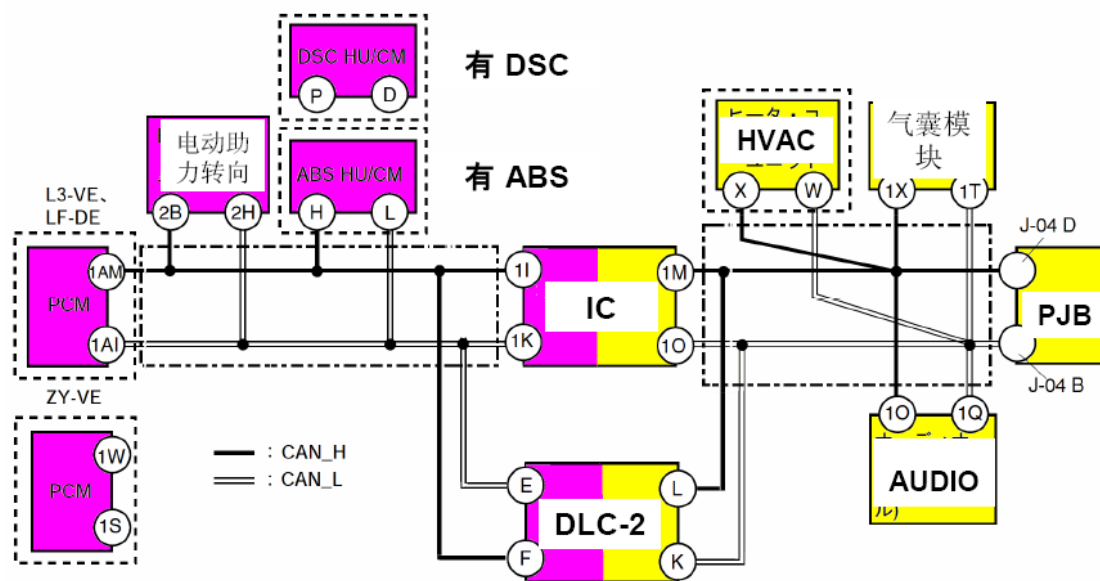 DSC HU/CM
P D
有 DSC
电动助
力转向
2B 2H
ABS HU/CM
H L
有 ABS
HVAC
X W
气囊模
块
1X 1T
L3-VE、
LF-DE
PCM
1AM
1AI
1I
1K
IC
1M
1O
J-04 D
PJB
J-04 B
ZY-VE
PCM
1W
1S
: CAN_H
: CAN_L
E
F
DLC-2
L
K
1O 1Q
AUDIO
ル)